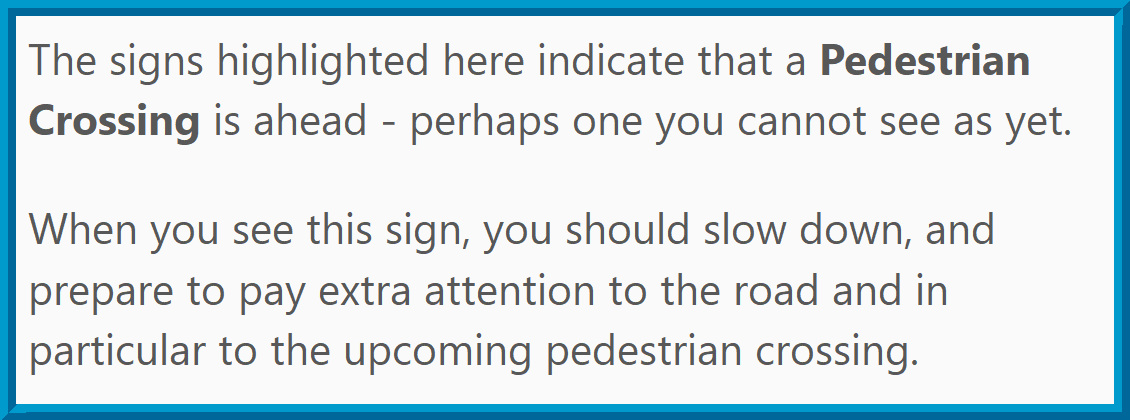 The signs highlighted here indicate that a Pedestrian
Crossing is ahead - perhaps one you cannot see as yet.
When you see this sign, you should slow down, and
prepare to pay extra attention to the road and in
particular to the upcoming pedestrian crossing.